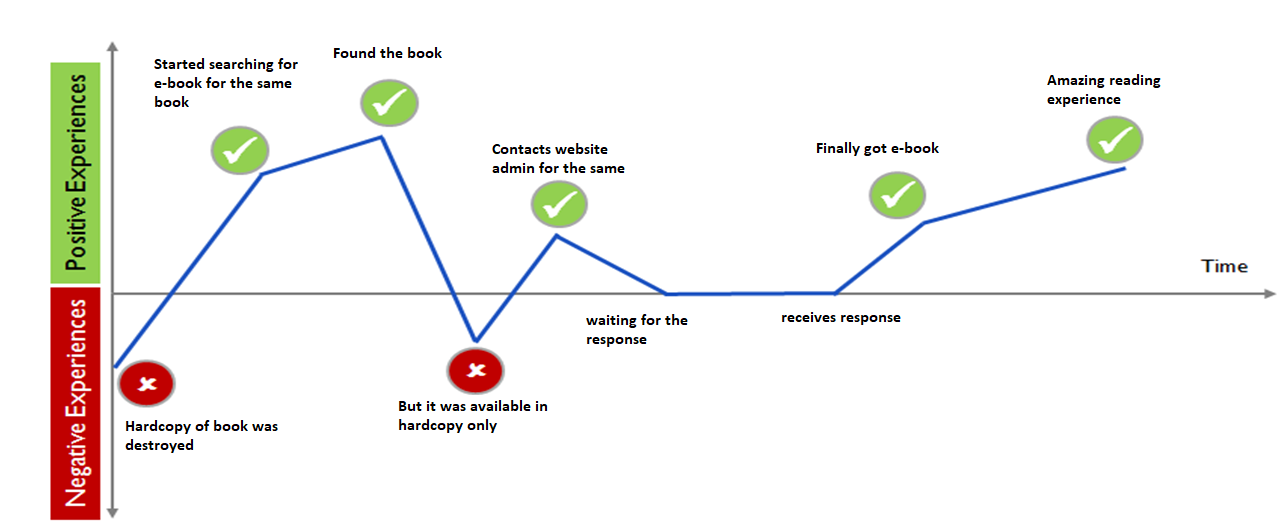 Positive Experiences
Negative Experiences
Started searching for
e-book for the same
book
Found the book
Contacts website
admin for the same
Finally got e-book
Amazing reading
experience
Time
Hardcopy of book was
destroyed
But it was available in
hardcopy only
waiting for the
response
receives response